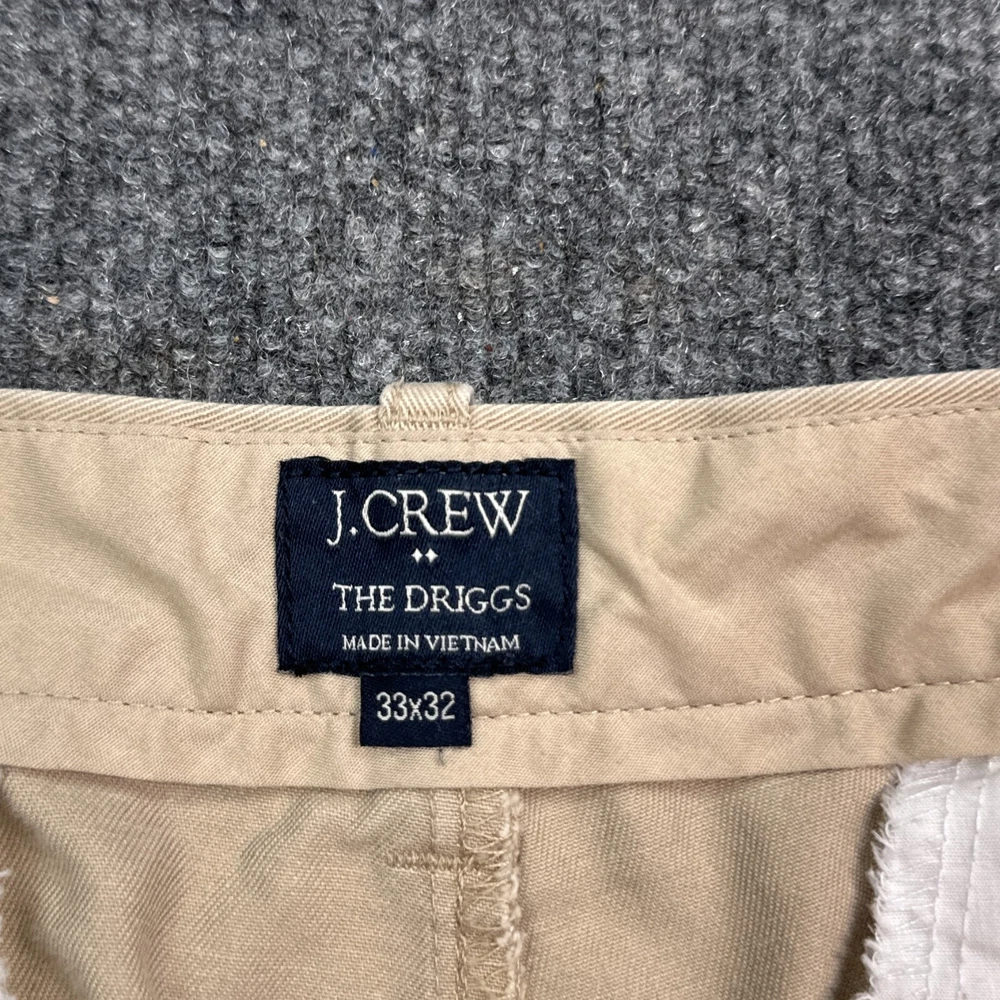 J.CREW
THE DRIGGS
MADE IN VIETNAM
33x32